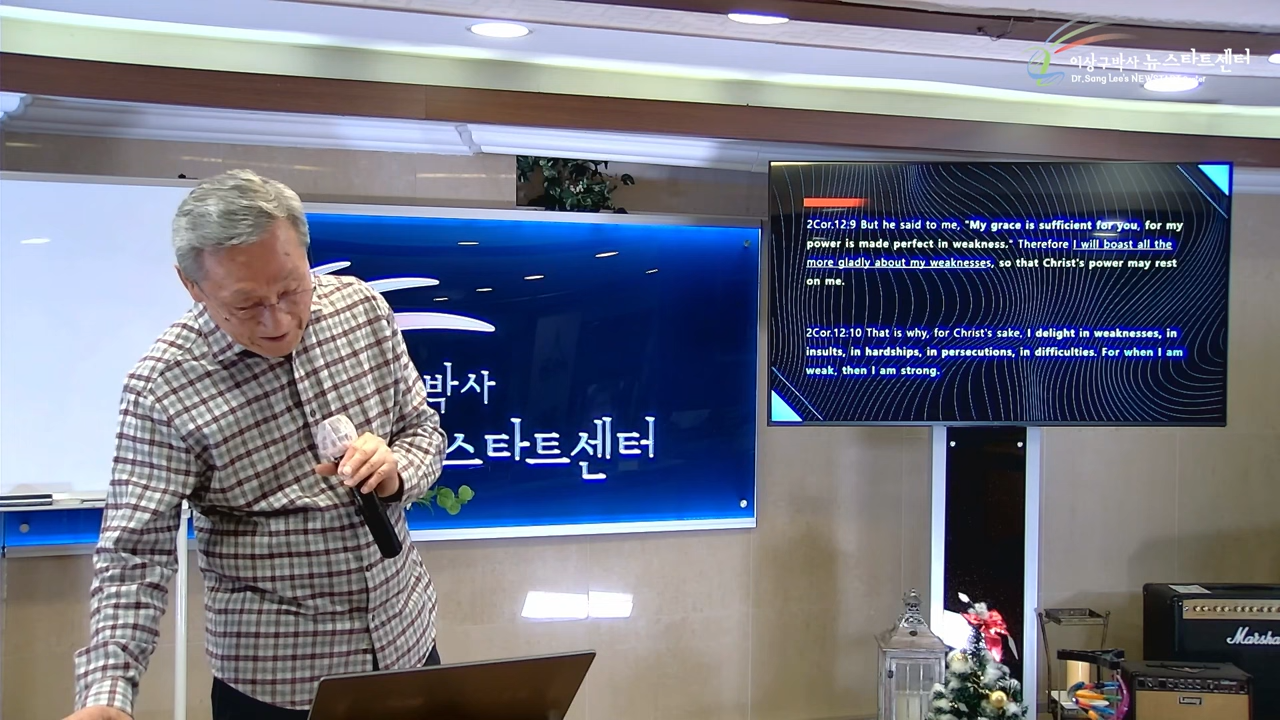 이상구박사 뉴스타트센터
Dr.Sang Lee's NEWSTART Center
2Cor.12:9 But he said to me, "My grace is sufficient for you, for my
power is made perfect in weakness." Therefore I will boast all the
more gladly about my weaknesses, so that Christ's power may rest
on me.
2Cor.12:10 That is why, for Christ's sake, I delight in weaknesses, in
insults, in hardships, in persecutions, in difficulties. For when I am
weak, then I am strong.
박사
스타트센터
Marsha
Laney